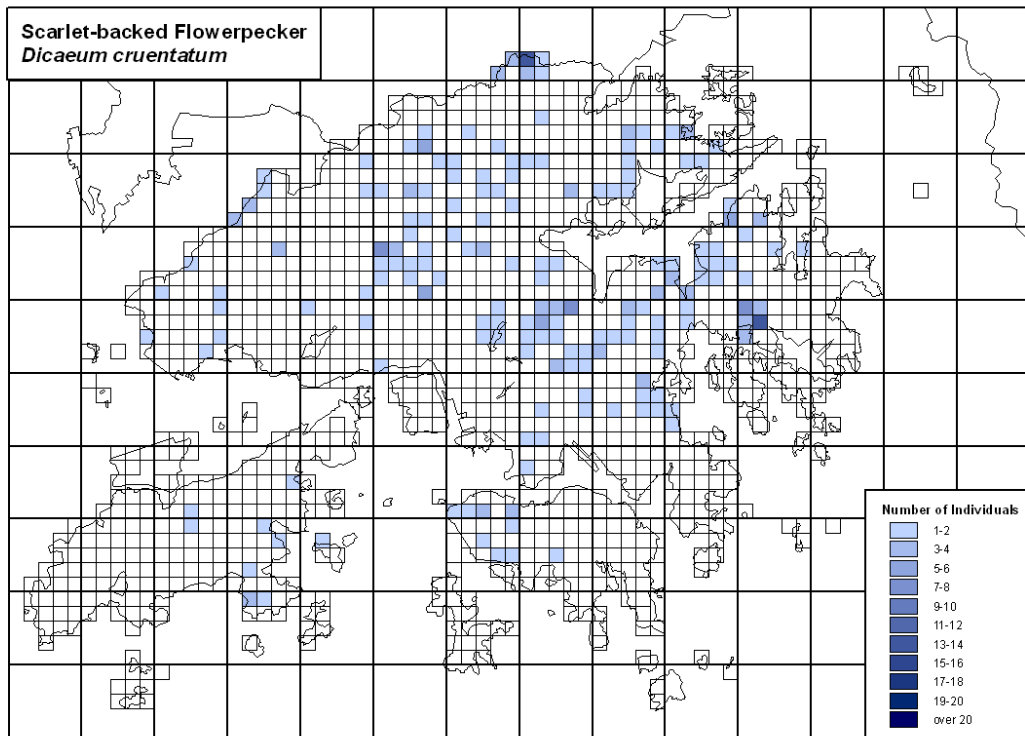 Scarlet-backed Flowerpecker
Dicaeum cruentatum
Number of Individuals
1-2
3-4
5-6
7-8
9-10
11-12
13-14
15-16
17-18
19-20
over 20